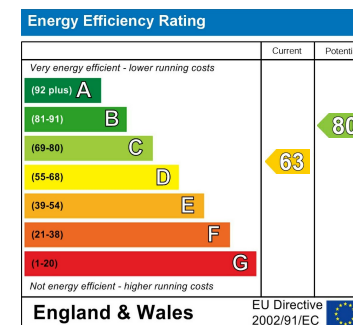 Energy Efficiency Rating
Current Potenti
Very energy efficient - lower running costs
(92 plus) A
(81-91) B
(69-80) C
(55-68) D
(39-54) E
(21-38) F
(1-20) G
63
80
Not energy efficient - higher running costs
England & Wales
EU Directive
2002/91/EC